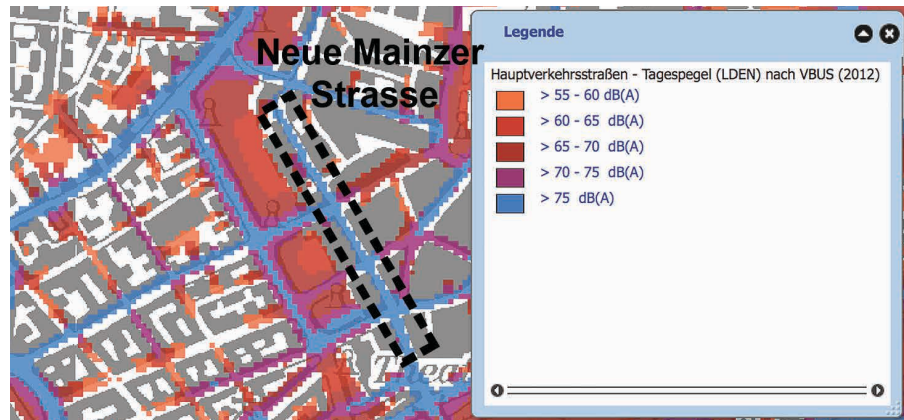 Neue Mainzer
Strasse
Legende
Hauptverkehrsstraßen - Tagespegel (LDEN) nach VBUS (2012)
> 55 - 60 dB(A)
> 60 - 65 dB(A)
> 65 - 70 dB(A)
> 70 - 75 dB(A)
> 75 dB(A)